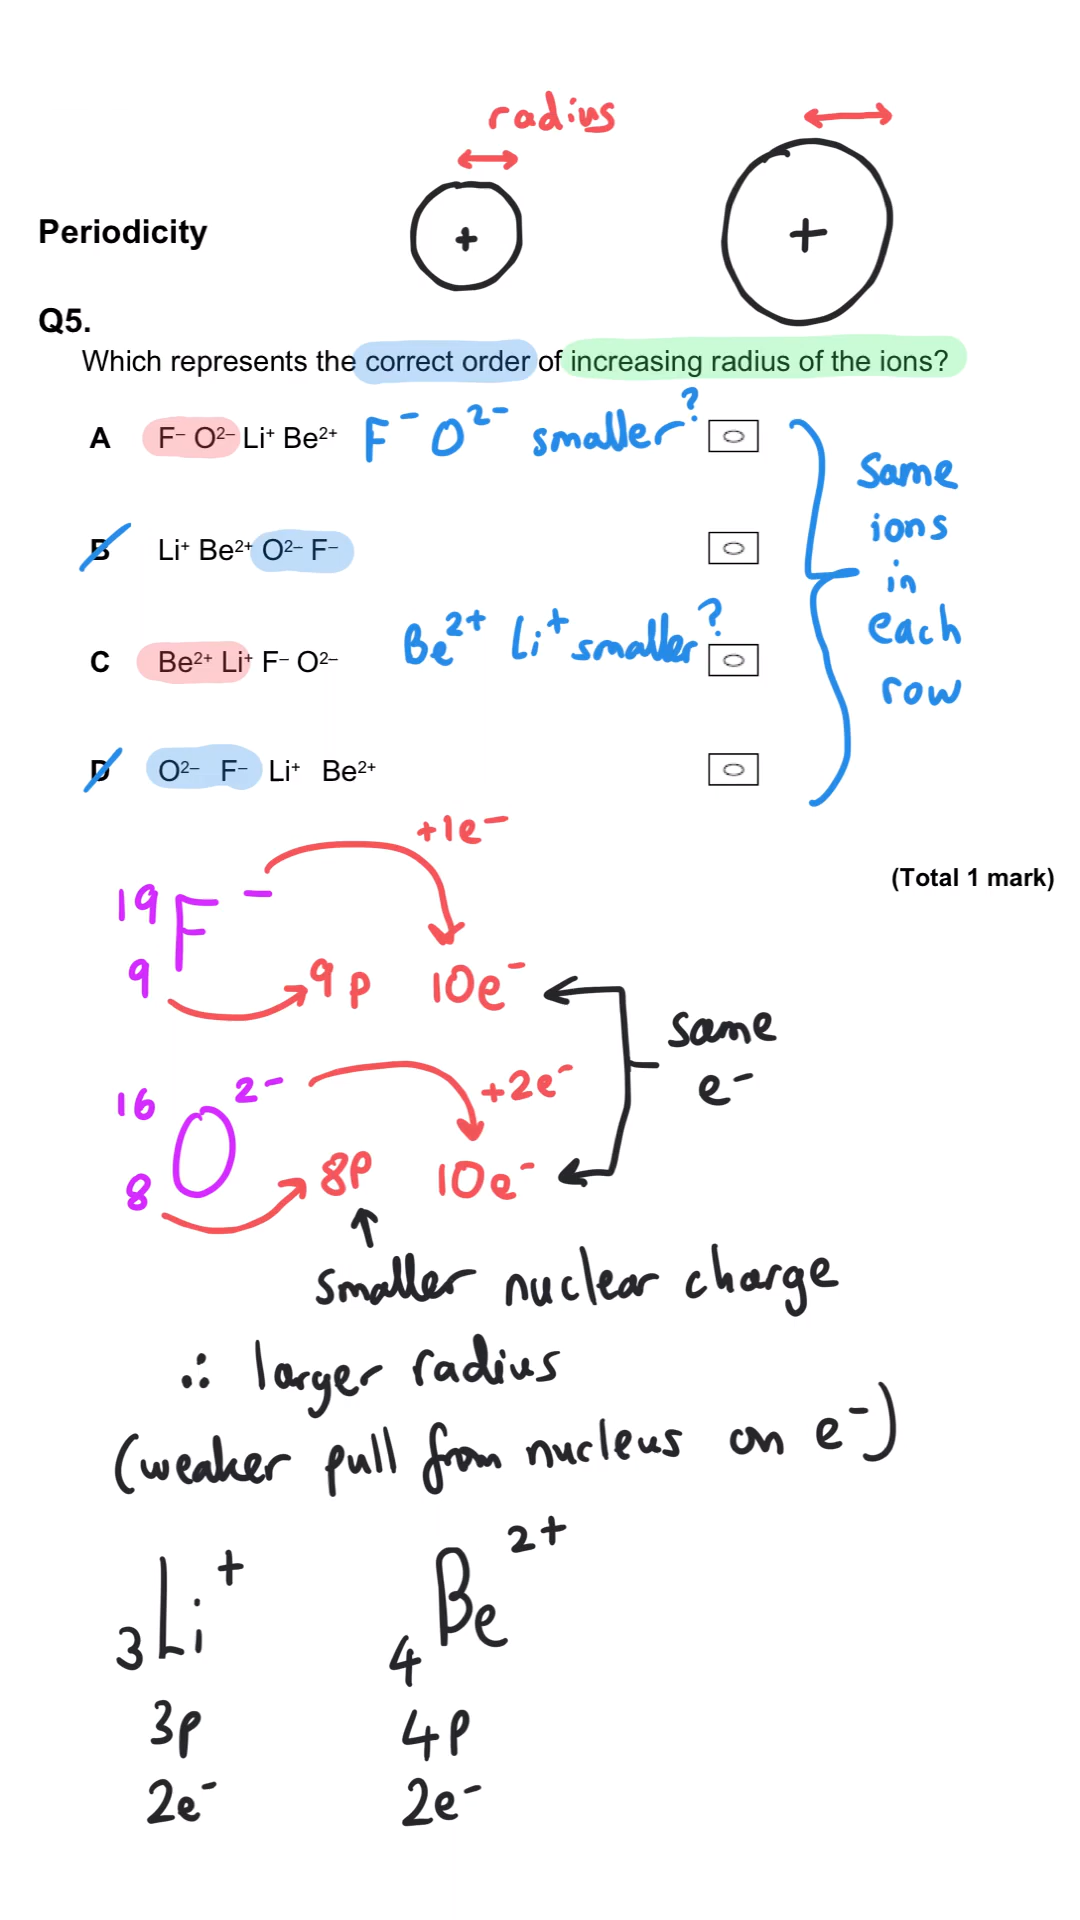 radius
Periodicity
+
+
Q5.
Which represents the correct order of increasing radius of the ions?
A F⁻ O²⁻ Li⁺ Be²⁺ F⁻ O²⁻ smaller?
B Li⁺ Be²⁺ O²⁻ F⁻
C Be²⁺ Li⁺ F⁻ O²⁻ Be²⁺ Li⁺ smaller?
D O²⁻ F⁻ Li⁺ Be²⁺
Same
ions
in
each
row
(Total 1 mark)
+1e⁻
19 F⁻
9
9p 10e⁻
same
e⁻
16 O²⁻
8
+2e⁻
8p 10e⁻
smaller nuclear charge
∴ larger radius
(weaker pull from nucleus on e⁻)
₃Li⁺ ₄Be²⁺
3p 4p
2e⁻ 2e⁻